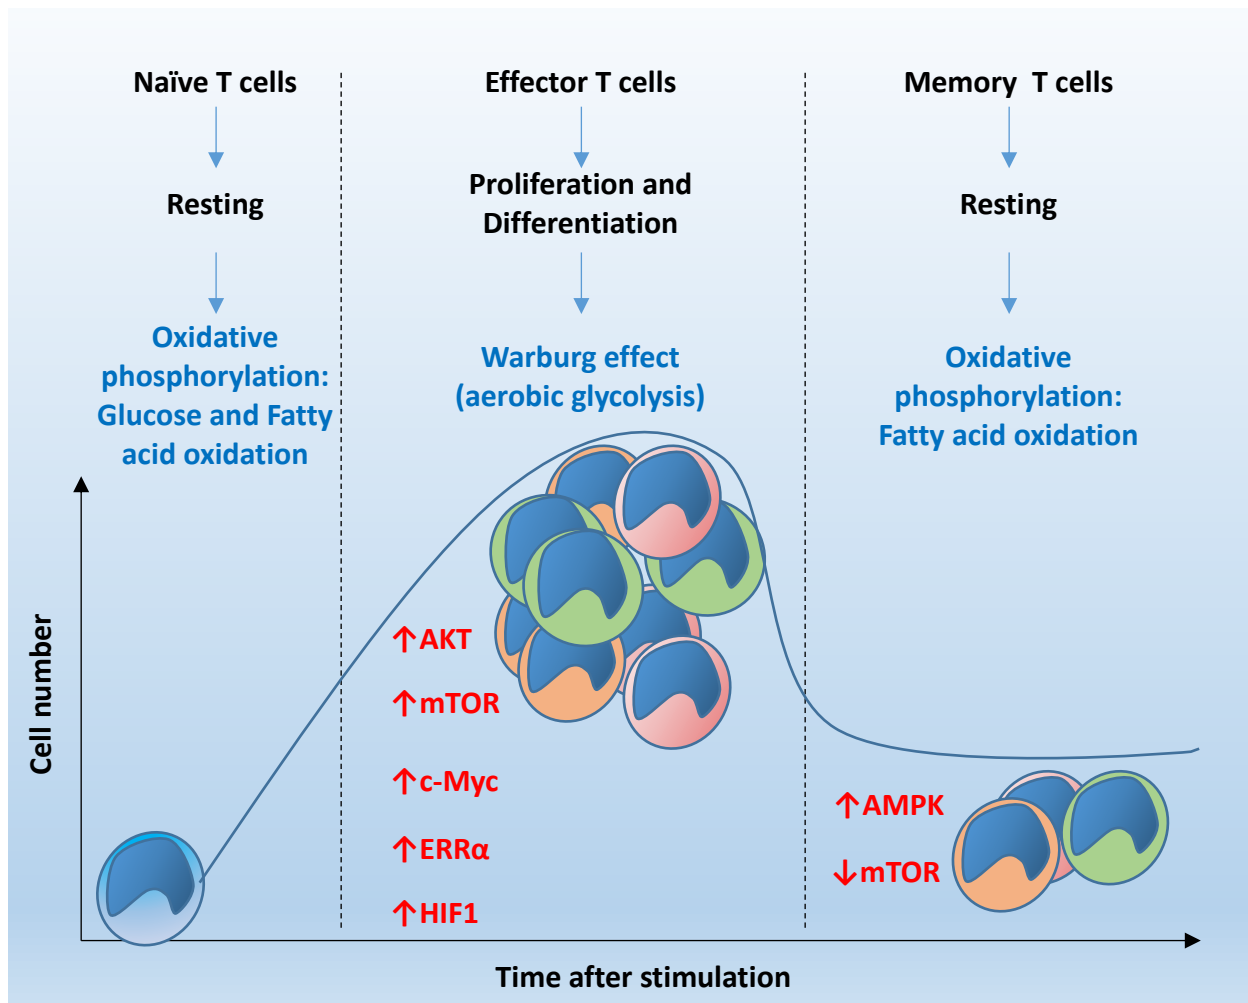 Naïve T cells
Resting
Oxidative
phosphorylation:
Glucose and Fatty
acid oxidation
Effector T cells
Proliferation and
Differentiation
Warburg effect
(aerobic glycolysis)
Memory T cells
Resting
Oxidative
phosphorylation:
Fatty acid oxidation
Cell number
↑AKT
↑mTOR
↑c-Myc
↑ERRα
↑HIF1
↑AMPK
↓mTOR
Time after stimulation